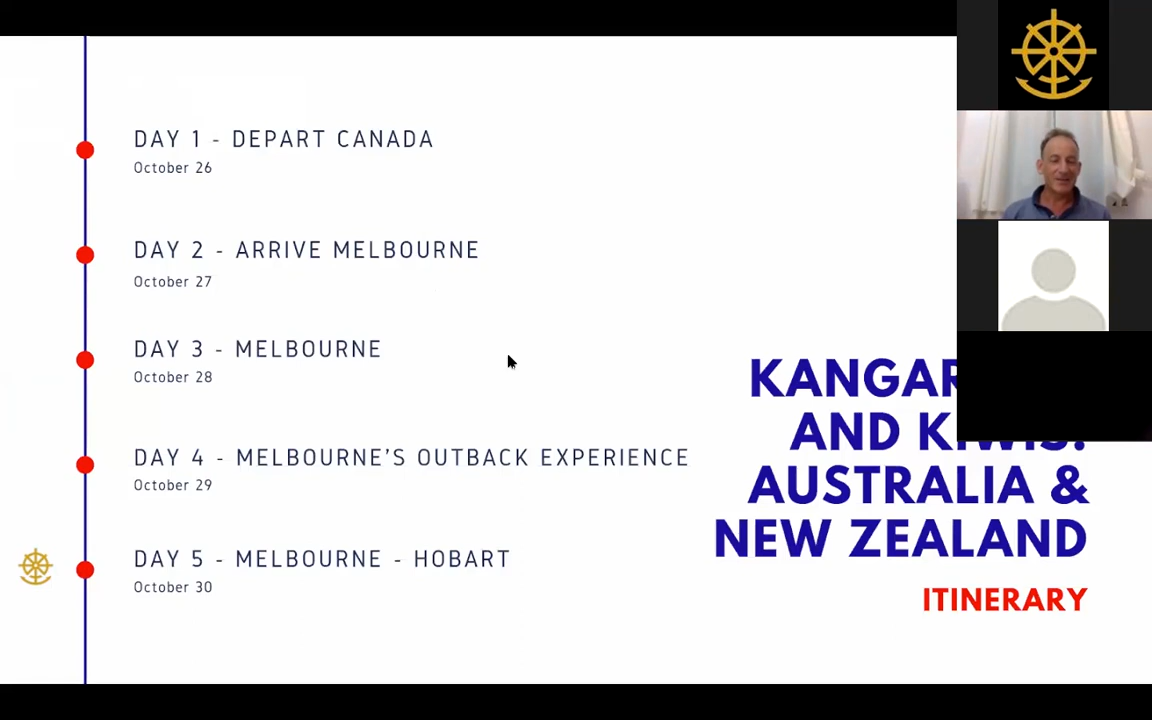 DAY 1 - DEPART CANADA
October 26
DAY 2 - ARRIVE MELBOURNE
October 27
DAY 3 - MELBOURNE
October 28
DAY 4 - MELBOURNE’S OUTBACK EXPERIENCE
October 29
DAY 5 - MELBOURNE - HOBART
October 30
AND
AUSTRALIA &
NEW ZEALAND
ITINERARY